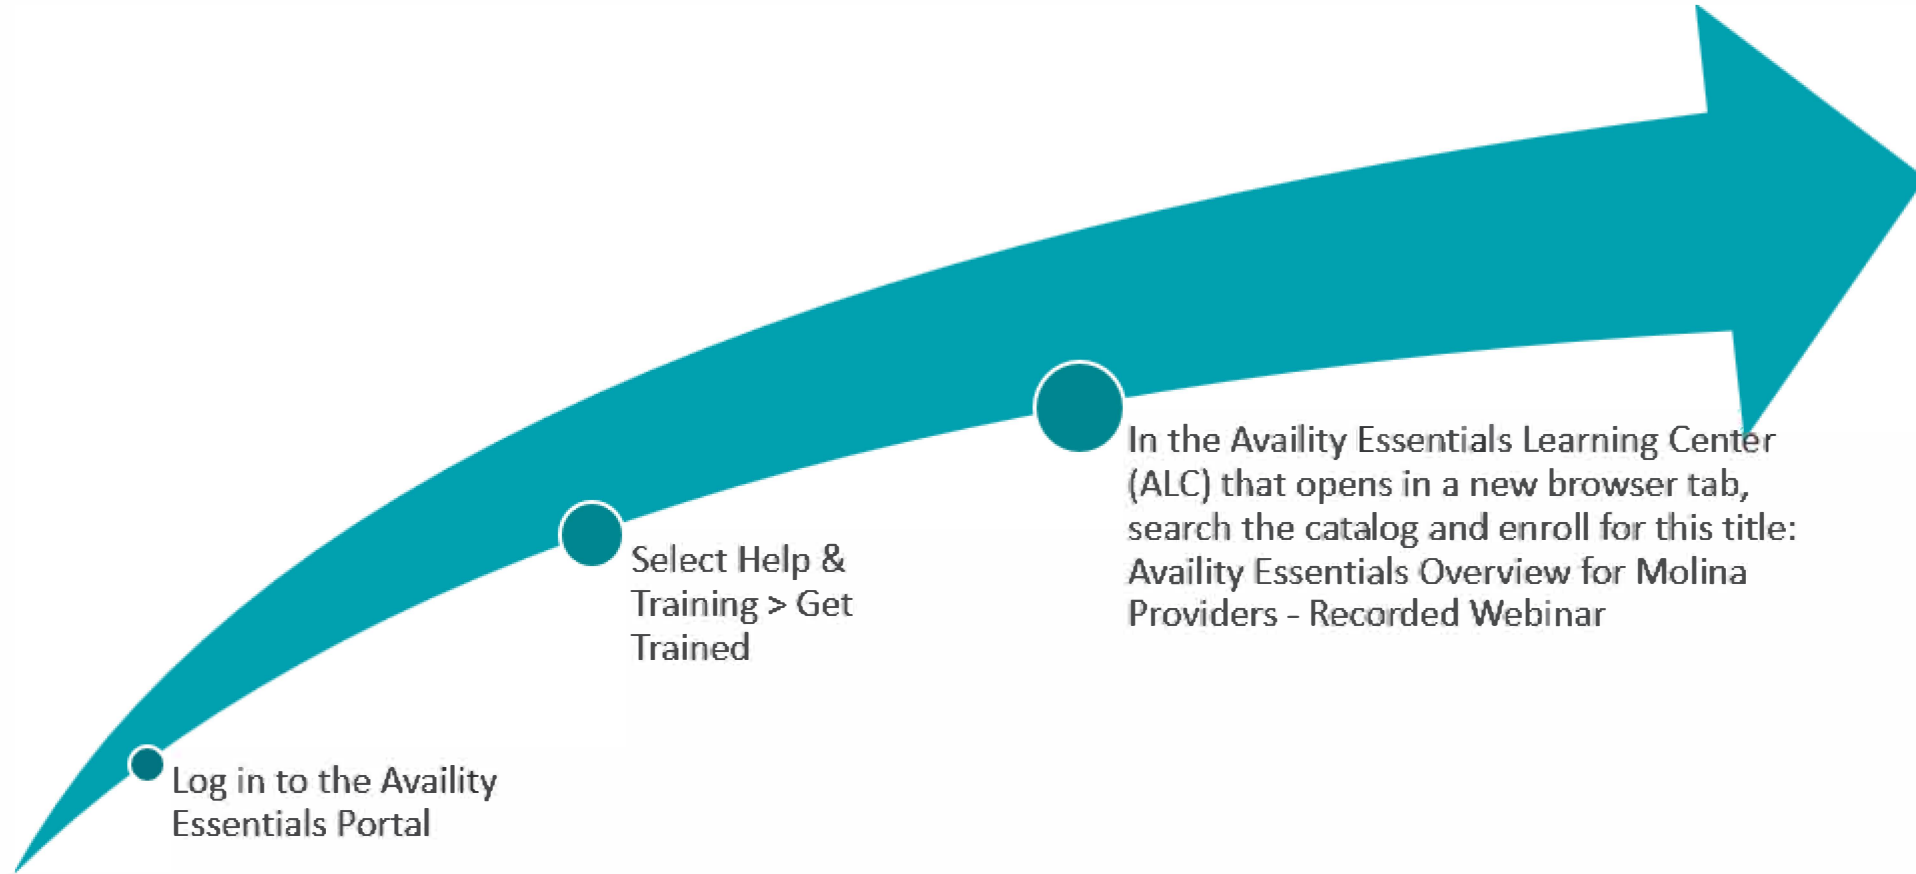 Log in to the Availity
Essentials Portal
Select Help &
Training > Get
Trained
In the Availity Essentials Learning Center
(ALC) that opens in a new browser tab,
search the catalog and enroll for this title:
Availity Essentials Overview for Molina
Providers - Recorded Webinar